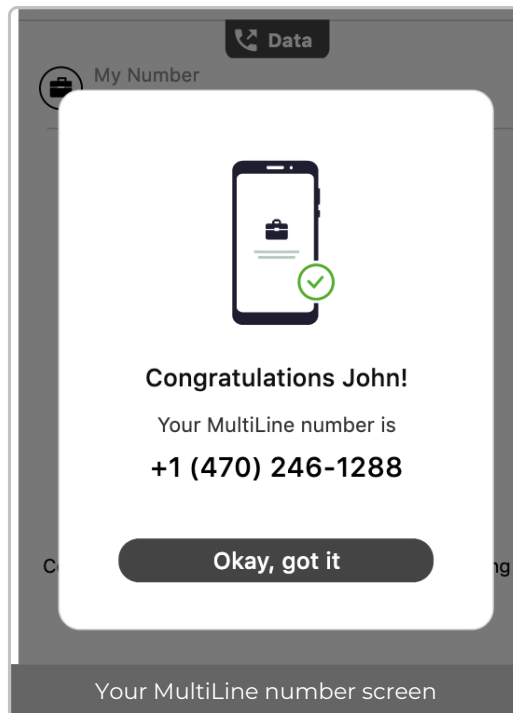 Data
My Number
Congratulations John!
Your MultiLine number is
+1 (470) 246-1288
Okay, got it
Your MultiLine number screen